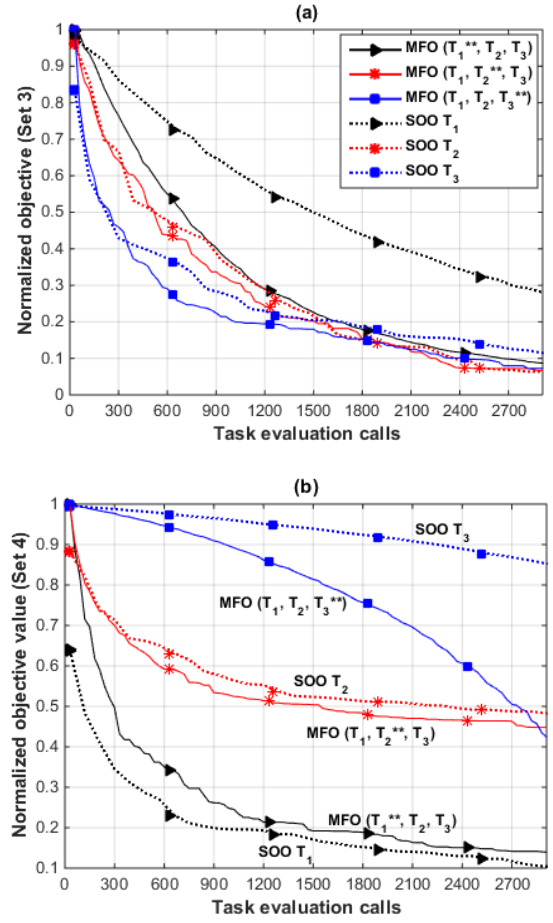 (a)
Normalized objective (Set 3)
1
0.9
0.8
0.7
0.6
0.5
0.4
0.3
0.2
0.1
0
MFO (T₁**, T₂, T₃)
MFO (T₁, T₂**, T₃)
MFO (T₁, T₂, T₃**)
SOO T₁
SOO T₂
SOO T₃
0 300 600 900 1200 1500 1800 2100 2400 2700
Task evaluation calls
(b)
Normalized objective value (Set 4)
1
0.9
0.8
0.7
0.6
0.5
0.4
0.3
0.2
0.1
SOO T₃
MFO (T₁, T₂, T₃**)
SOO T₂
MFO (T₁, T₂**, T₃)
MFO (T₁**, T₂, T₃)
SOO T₁
0 300 600 900 1200 1500 1800 2100 2400 2700
Task evaluation calls